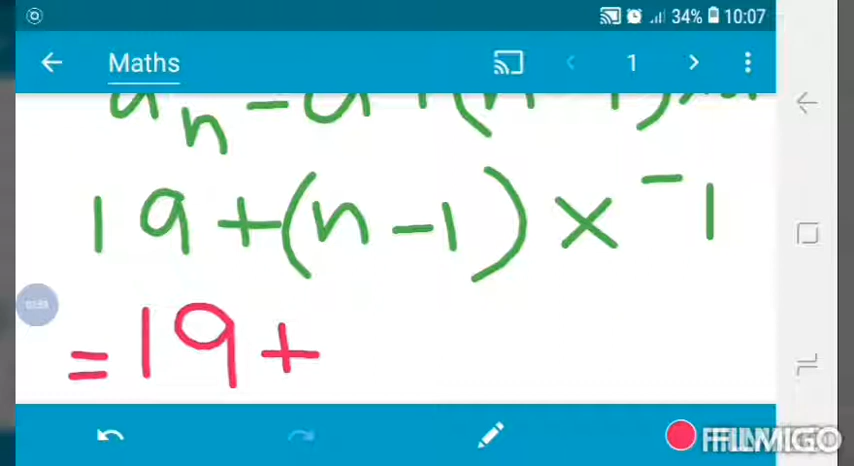 34% 10:07
Maths 1
19+(n-1)×⁻1
=19+
FILMIGO